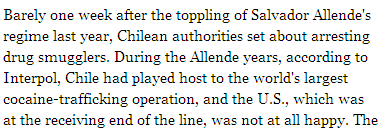 Barely one week after the toppling of Salvador Allende's
regime last year, Chilean authorities set about arresting
drug smugglers. During the Allende years, according to
Interpol, Chile had played host to the world's largest
cocaine-trafficking operation, and the U.S., which was
at the receiving end of the line, was not at all happy. The